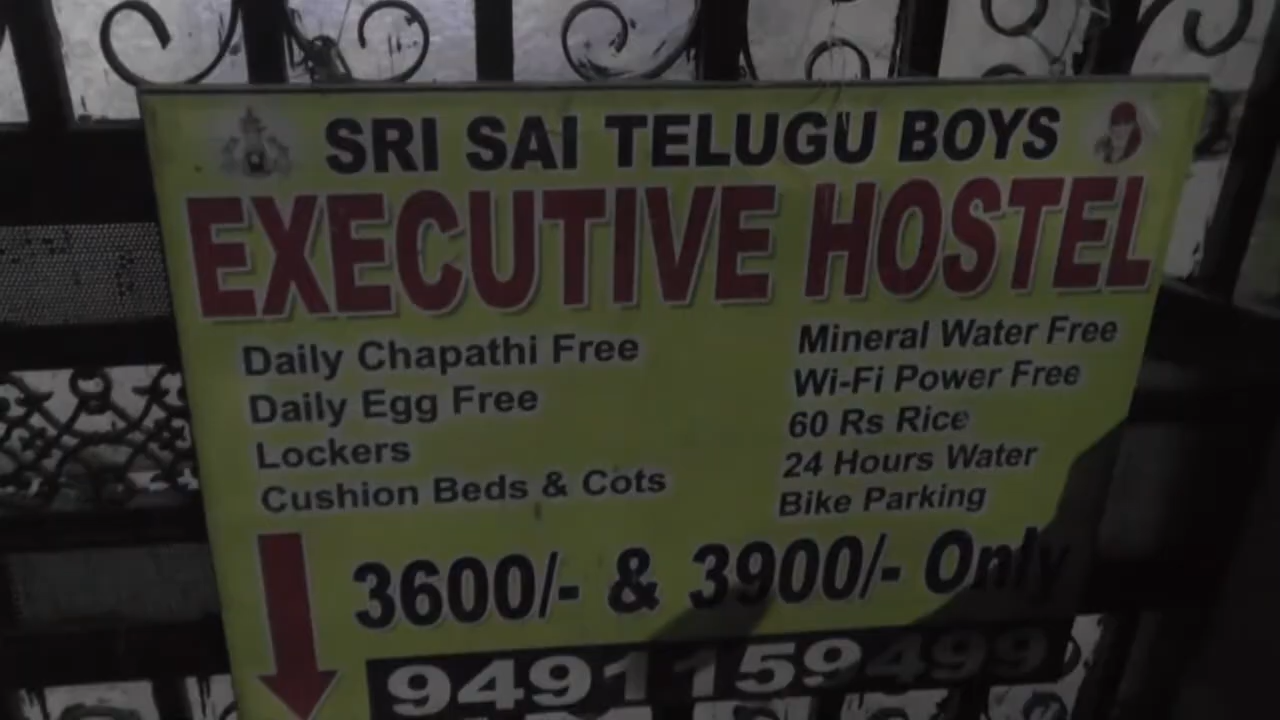 SRI SAI TELUGU BOYS
EXECUTIVE HOSTEL
Daily Chapathi Free
Daily Egg Free
Lockers
Cushion Beds & Cots
Mineral Water Free
Wi-Fi Power Free
60 Rs Rice
24 Hours Water
Bike Parking
3600/- & 3900/- Only
9491159499